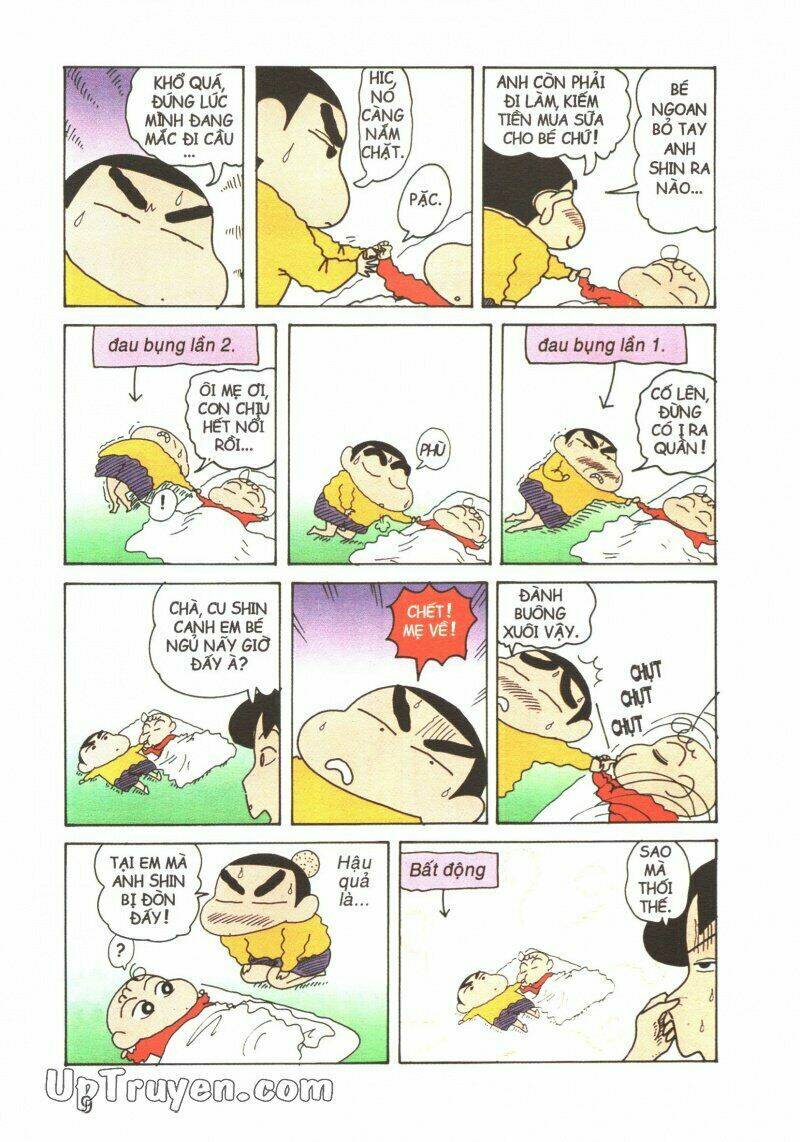 BÉ
NGOAN
BỎ TAY
ANH
SHIN RA
NÀO...
ANH CÒN PHẢI
ĐI LÀM, KIẾM
TIỀN MUA SỮA
CHO BÉ CHỨ!
HIC,
NÓ
CÀNG
NẮM
CHẶT.
PẶC.
KHỔ QUÁ,
ĐÚNG LÚC
MÌNH ĐANG
MẮC ĐI CẦU
...
đau bụng lần 1.
CỐ LÊN,
ĐỪNG
CÓ Ị RA
QUẦN!
PHÙ
đau bụng lần 2.
ÔI MẸ ƠI,
CON CHỊU
HẾT NỔI
RỒI...
!
ĐÀNH
BUÔNG
XUÔI VẬY.
CHỤT
CHỤT
CHỤT
CHẾT!
MẸ VỀ!
CHÀ, CU SHIN
CANH EM BÉ
NGỦ NÃY GIỜ
ĐẤY À?
SAO
MÀ
THỐI
THẾ.
Bất động
Hậu
quả
là...
TẠI EM MÀ
ANH SHIN
BỊ ĐÒN
ĐẤY!
?
UpTruyen.com
9